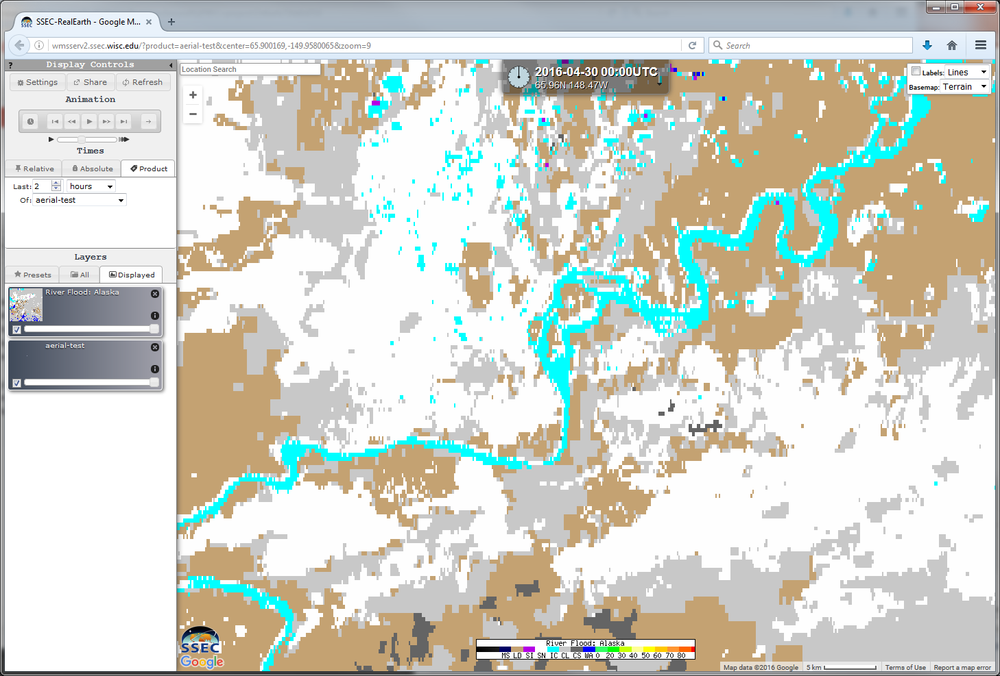 SSEC-RealEarth - Google M...
wmsserv2.ssec.wisc.edu/?product=aerial-test&center=65.900169,-149.9580065&zoom=9
Search
? Display Controls
Settings Share Refresh
Animation
Times
Relative Absolute Product
Last: 2 hours
Of: aerial-test
Layers
Presets All Displayed
River Flood: Alaska
aerial-test
Location Search
+
−
2016-04-30 00:00UTC
65.96N 148.47W
Labels: Lines
Basemap: Terrain
SSEC
Google
River Flood: Alaska
MS LD SI SN IC CL CS WA 0 20 30 40 50 60 70 80
Map data ©2016 Google 5 km Terms of Use Report a map error